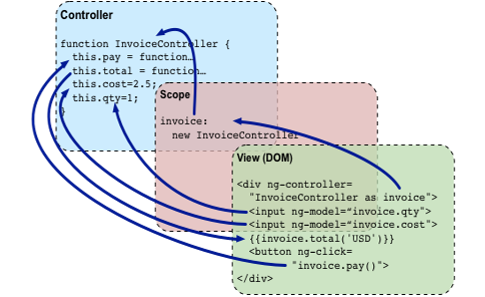 Controller
function InvoiceController {
this.pay = function…
this.total = function…
this.cost=2.5;
this.qty=1;
}
Scope
invoice:
new InvoiceController
View (DOM)
<div ng-controller=
"InvoiceController as invoice">
<input ng-model="invoice.qty">
<input ng-model="invoice.cost">
{{invoice.total('USD')}}
<button ng-click=
"invoice.pay()">
</div>